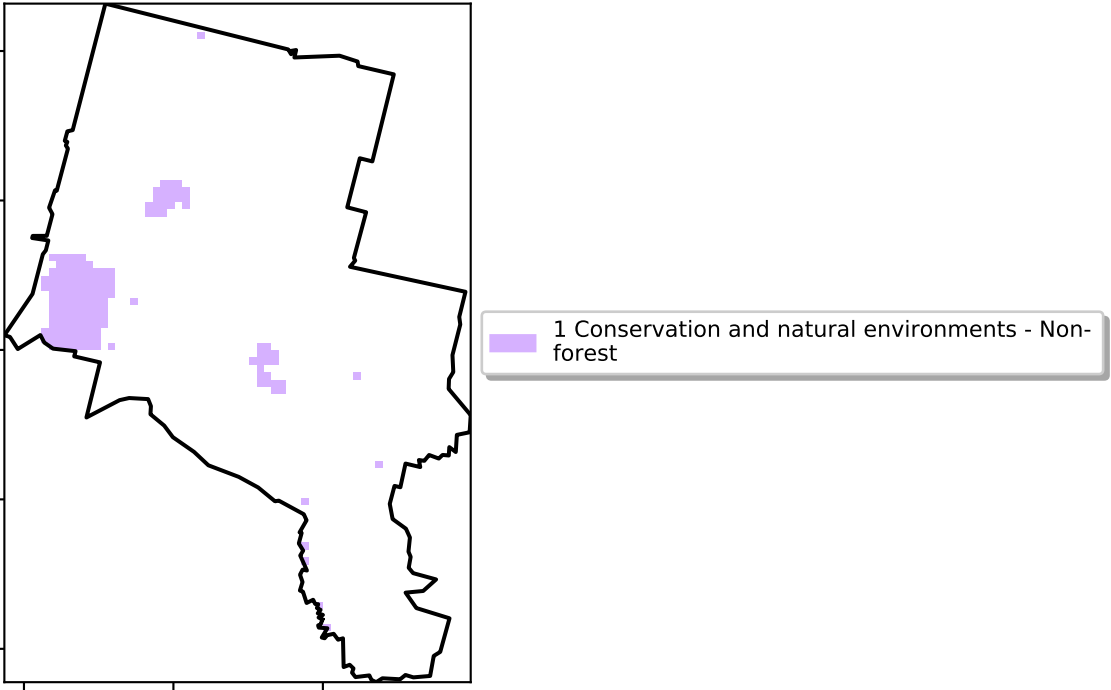 1 Conservation and natural environments - Non-
forest